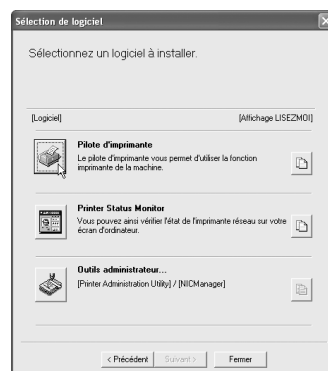 Sélection de logiciel
Sélectionnez un logiciel à installer.
[Logiciel] [Affichage LISEZMOI]
Pilote d'imprimante
Le pilote d'imprimante vous permet d'utiliser la fonction
imprimante de la machine.
Printer Status Monitor
Vous pouvez ainsi vérifier l'état de l'imprimante réseau sur votre
écran d'ordinateur.
Outils administrateur...
[Printer Administration Utility] / [NICManager]
< Précédent Suivant > Fermer